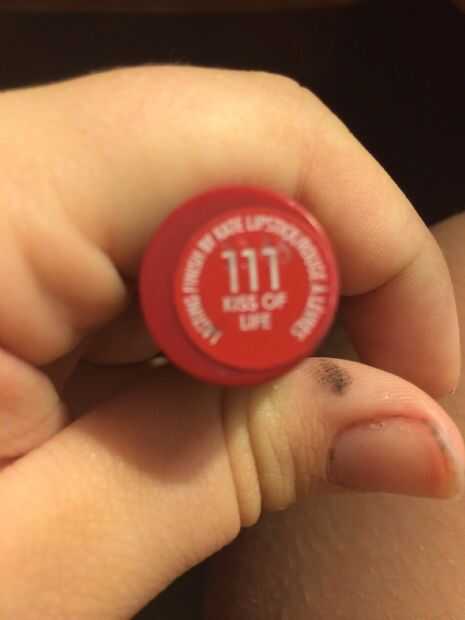 LASTING FINISH BY KATE LIPSTICK/ROUGE À LÈVRES
111
KISS OF
LIFE